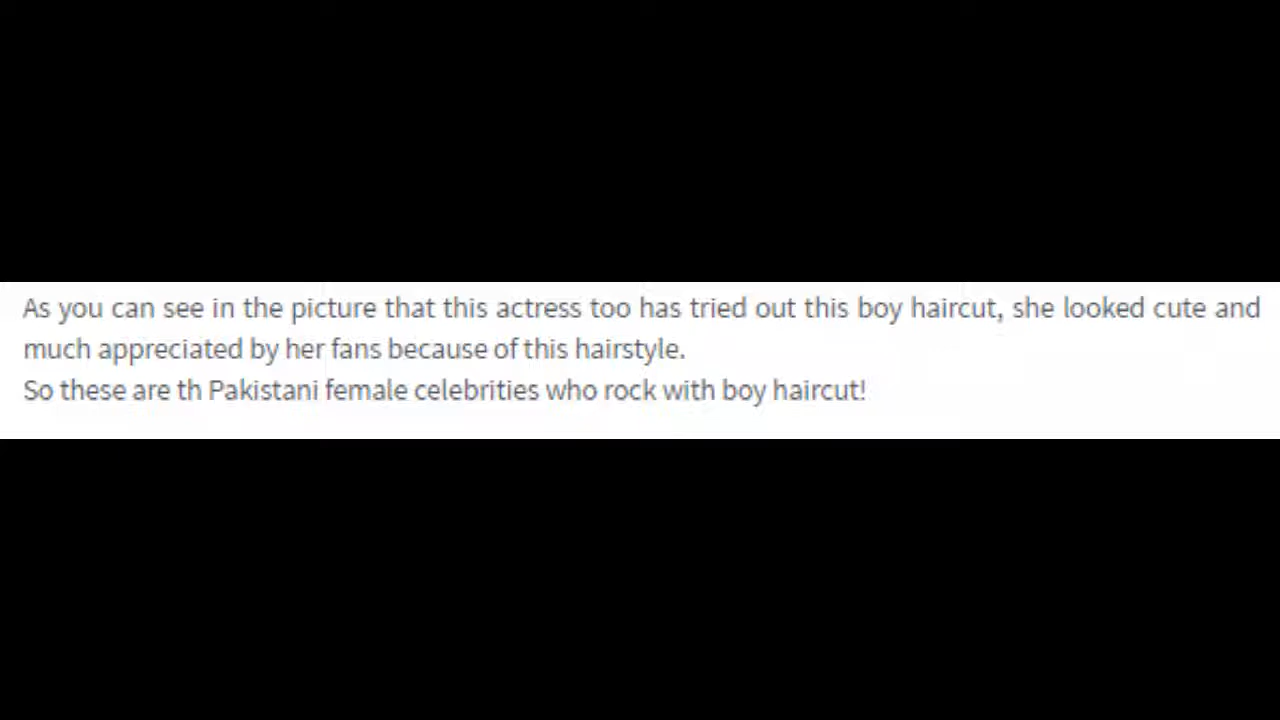 As you can see in the picture that this actress too has tried out this boy haircut, she looked cute and
much appreciated by her fans because of this hairstyle.
So these are th Pakistani female celebrities who rock with boy haircut!